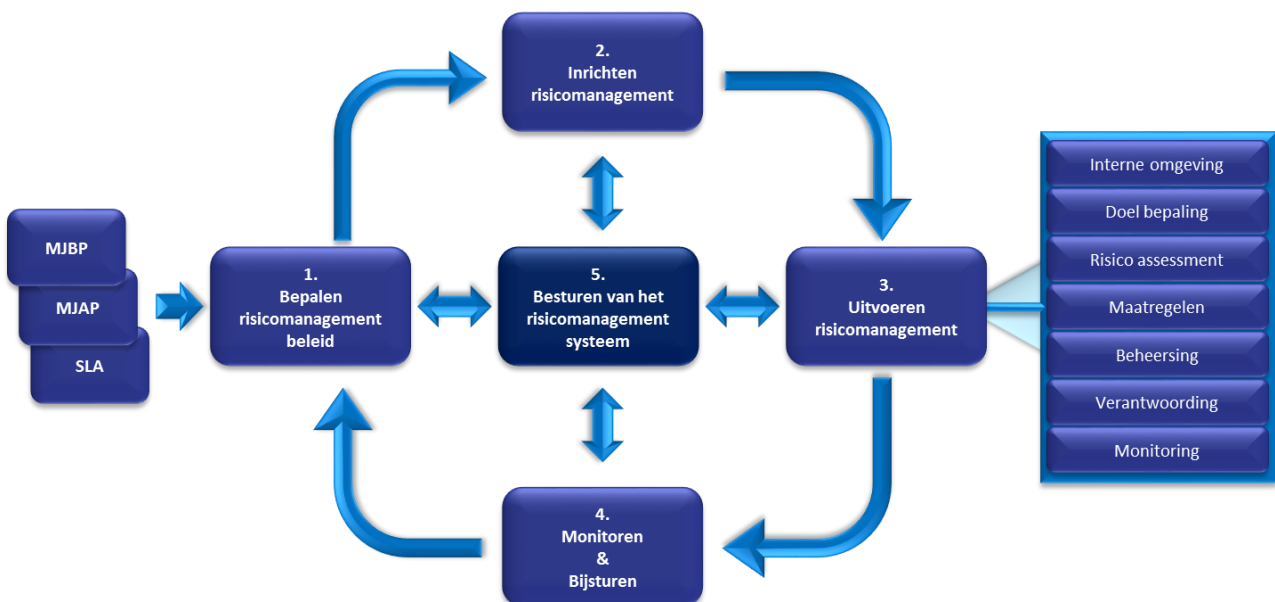 2.
Inrichten
risicomanagement
MJBP
MJAP
SLA
1.
Bepalen
risicomanagement
beleid
5.
Besturen van het
risicomanagement
systeem
3.
Uitvoeren
risicomanagement
Interne omgeving
Doel bepaling
Risico assessment
Maatregelen
Beheersing
Verantwoording
Monitoring
4.
Monitoren
&
Bijsturen